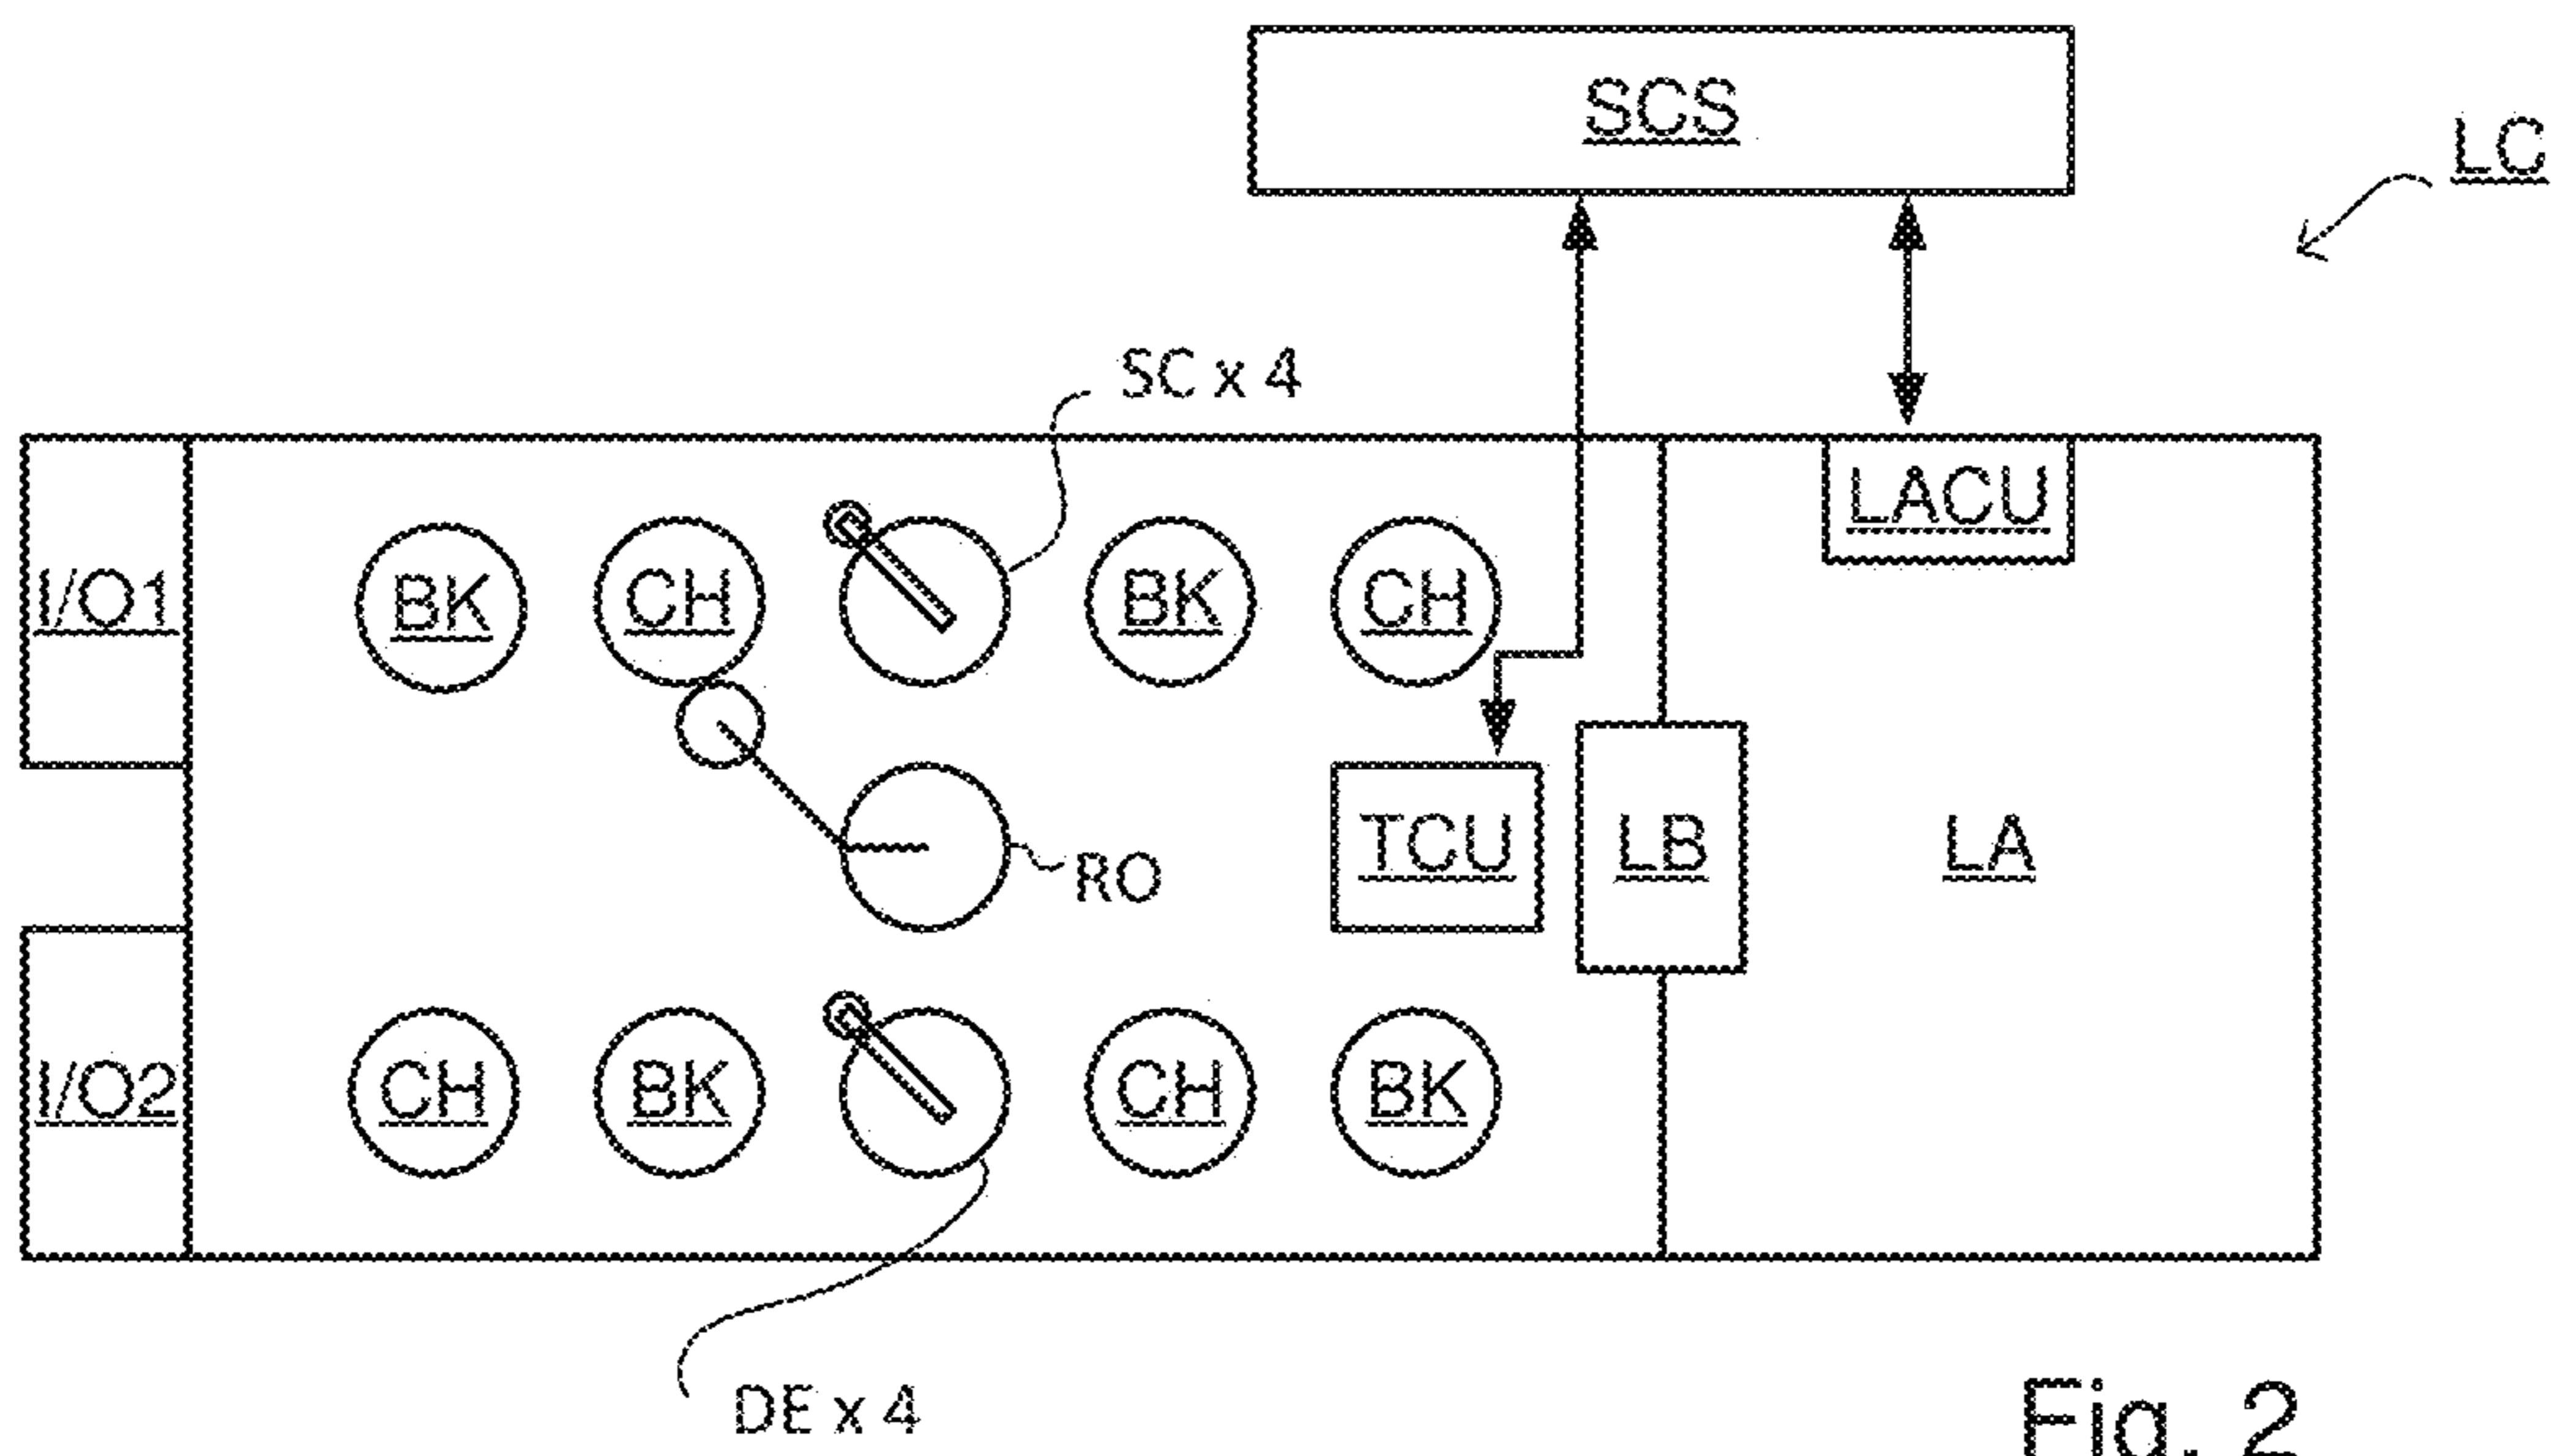 SCS
LC
SC x 4
LACU
I/O1
BK
CH
BK
CH
TCU
LB
LA
RO
I/O2
CH
BK
CH
BK
DE x 4
Fig. 2